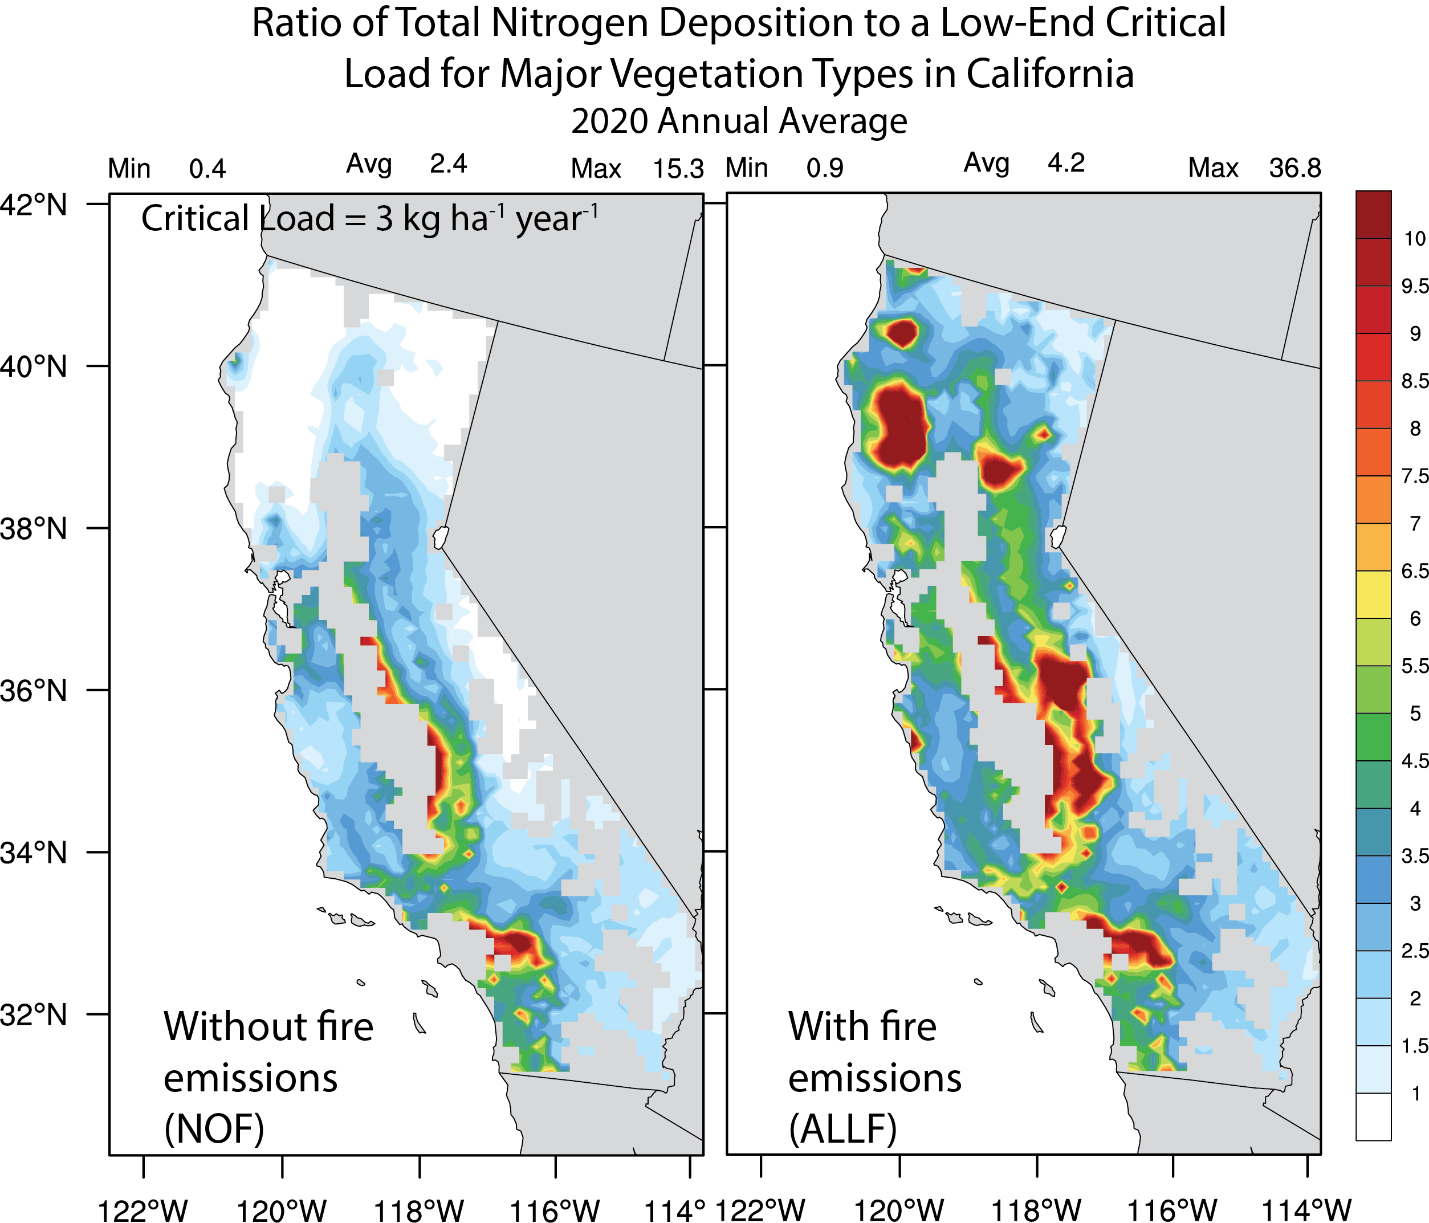 Ratio of Total Nitrogen Deposition to a Low-End Critical
Load for Major Vegetation Types in California
2020 Annual Average
Min 0.4 Avg 2.4 Max 15.3
Min 0.9 Avg 4.2 Max 36.8
Critical Load = 3 kg ha⁻¹ year⁻¹
42°N
40°N
38°N
36°N
34°N
32°N
Without fire
emissions
(NOF)
With fire
emissions
(ALLF)
122°W 120°W 118°W 116°W 114°
122°W 120°W 118°W 116°W 114°W
10
9.5
9
8.5
8
7.5
7
6.5
6
5.5
5
4.5
4
3.5
3
2.5
2
1.5
1